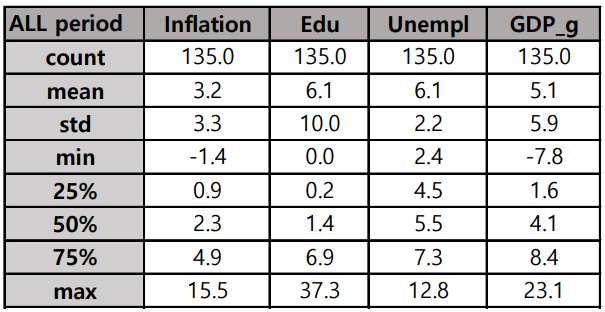 ALL period Inflation Edu Unempl GDP_g
count 135.0 135.0 135.0 135.0
mean 3.2 6.1 6.1 5.1
std 3.3 10.0 2.2 5.9
min -1.4 0.0 2.4 -7.8
25% 0.9 0.2 4.5 1.6
50% 2.3 1.4 5.5 4.1
75% 4.9 6.9 7.3 8.4
max 15.5 37.3 12.8 23.1